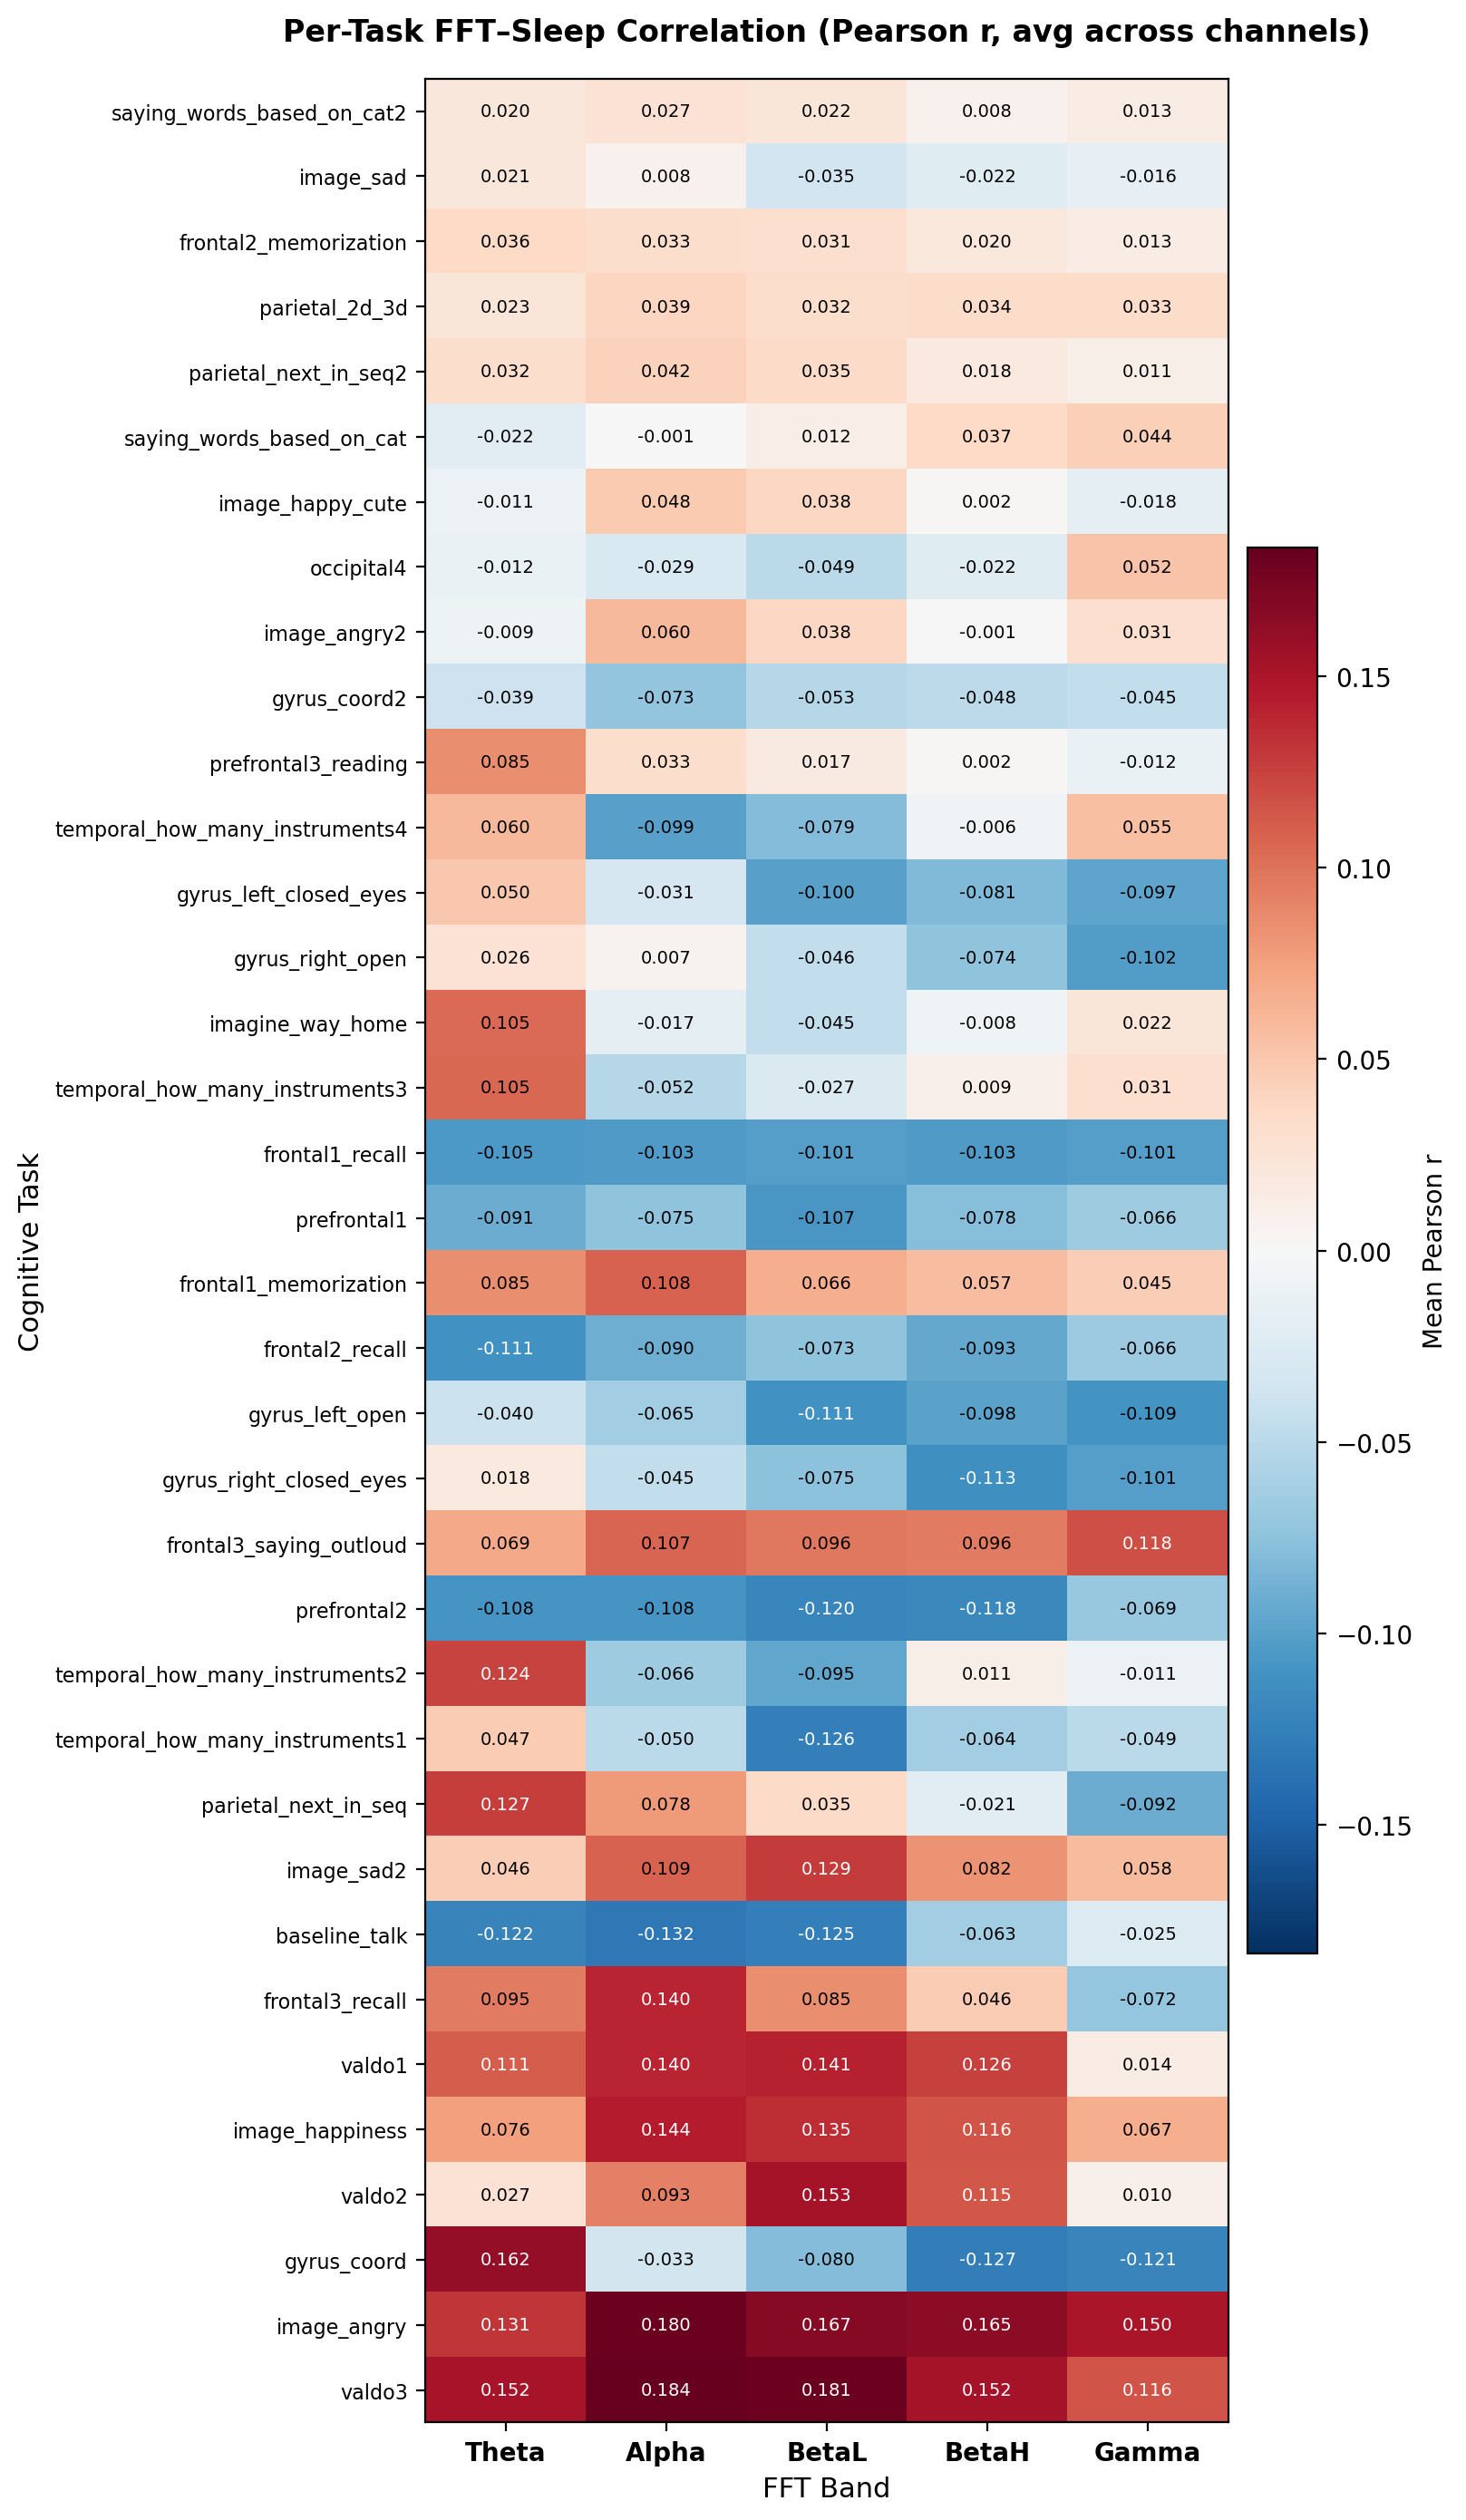 Per-Task FFT–Sleep Correlation (Pearson r, avg across channels)
saying_words_based_on_cat2 0.020 0.027 0.022 0.008 0.013
image_sad 0.021 0.008 -0.035 -0.022 -0.016
frontal2_memorization 0.036 0.033 0.031 0.020 0.013
parietal_2d_3d 0.023 0.039 0.032 0.034 0.033
parietal_next_in_seq2 0.032 0.042 0.035 0.018 0.011
saying_words_based_on_cat -0.022 -0.001 0.012 0.037 0.044
image_happy_cute -0.011 0.048 0.038 0.002 -0.018
occipital4 -0.012 -0.029 -0.049 -0.022 0.052
image_angry2 -0.009 0.060 0.038 -0.001 0.031
gyrus_coord2 -0.039 -0.073 -0.053 -0.048 -0.045
prefrontal3_reading 0.085 0.033 0.017 0.002 -0.012
temporal_how_many_instruments4 0.060 -0.099 -0.079 -0.006 0.055
gyrus_left_closed_eyes 0.050 -0.031 -0.100 -0.081 -0.097
gyrus_right_open 0.026 0.007 -0.046 -0.074 -0.102
imagine_way_home 0.105 -0.017 -0.045 -0.008 0.022
temporal_how_many_instruments3 0.105 -0.052 -0.027 0.009 0.031
frontal1_recall -0.105 -0.103 -0.101 -0.103 -0.101
prefrontal1 -0.091 -0.075 -0.107 -0.078 -0.066
frontal1_memorization 0.085 0.108 0.066 0.057 0.045
frontal2_recall -0.111 -0.090 -0.073 -0.093 -0.066
gyrus_left_open -0.040 -0.065 -0.111 -0.098 -0.109
gyrus_right_closed_eyes 0.018 -0.045 -0.075 -0.113 -0.101
frontal3_saying_outloud 0.069 0.107 0.096 0.096 0.118
prefrontal2 -0.108 -0.108 -0.120 -0.118 -0.069
temporal_how_many_instruments2 0.124 -0.066 -0.095 0.011 -0.011
temporal_how_many_instruments1 0.047 -0.050 -0.126 -0.064 -0.049
parietal_next_in_seq 0.127 0.078 0.035 -0.021 -0.092
image_sad2 0.046 0.109 0.129 0.082 0.058
baseline_talk -0.122 -0.132 -0.125 -0.063 -0.025
frontal3_recall 0.095 0.140 0.085 0.046 -0.072
valdo1 0.111 0.140 0.141 0.126 0.014
image_happiness 0.076 0.144 0.135 0.116 0.067
valdo2 0.027 0.093 0.153 0.115 0.010
gyrus_coord 0.162 -0.033 -0.080 -0.127 -0.121
image_angry 0.131 0.180 0.167 0.165 0.150
valdo3 0.152 0.184 0.181 0.152 0.116
Theta Alpha BetaL BetaH Gamma
FFT Band
Cognitive Task
0.15
0.10
0.05
0.00
−0.05
−0.10
−0.15
Mean Pearson r